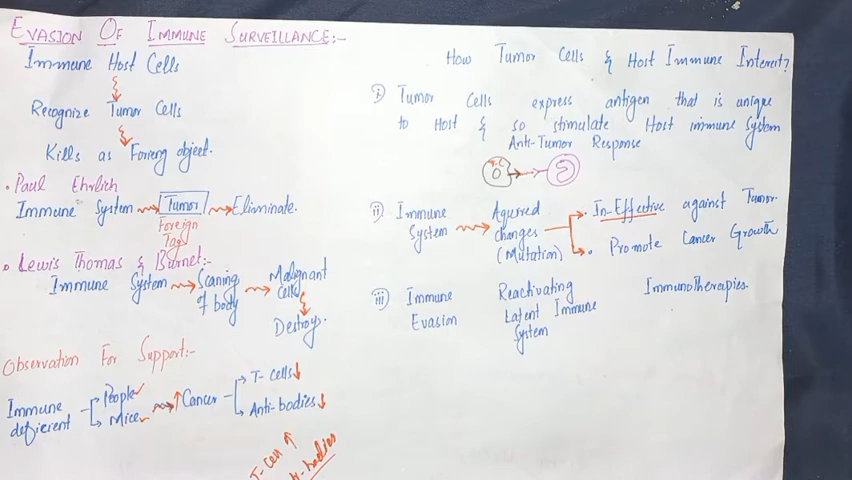 EVASION OF IMMUNE SURVEILLANCE:-
Immune Host Cells
Recognize Tumor Cells
Kills as Foreing object.
• Paul Ehrlich
Immune System Tumor Eliminate.
Foreign
Tag
• Lewis Thomas & Burnet:-
Immune System Scaning of body Malignant Cells
Destroy.
Observation For Support:-
Immune deficient
People
Mice
↑ Cancer
T-cells ↓
Anti-bodies ↓
T-cell ↑
How Tumor Cells & Host Immune Interect?
i) Tumor Cells express antigen that is unique
to Host & so stimulate Host immune System
Anti-Tumor Response
T.C
ii) Immune System
Aqured changes (Mutation)
• In-Effective against Tumor
• Promote Cancer Growth
iii) Immune Evasion
Reactivating Latent Immune System
ImmunoTherapies.